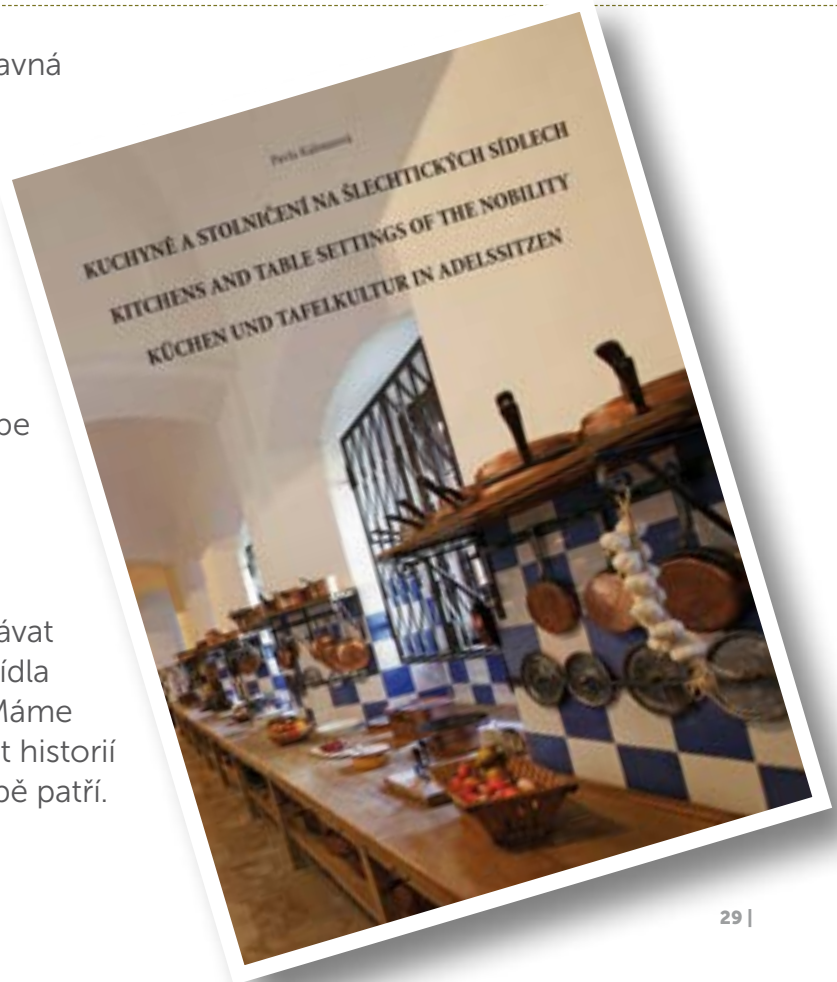 avná
Pavla
KUCHYNĚ A STOLNIČENÍ NA ŠLECHTICKÝCH SÍDLECH
KITCHENS AND TABLE SETTINGS OF THE NOBILITY
KÜCHEN UND TAFELKULTUR IN ADELSSITZEN
ávat
ídla
Máme
t historií
bě patří.
29 |